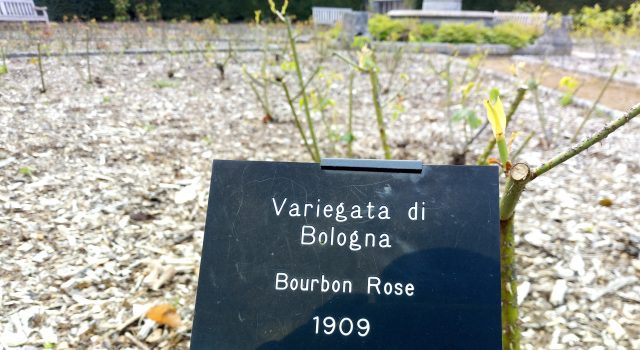 Variegata di
Bologna
Bourbon Rose
1909